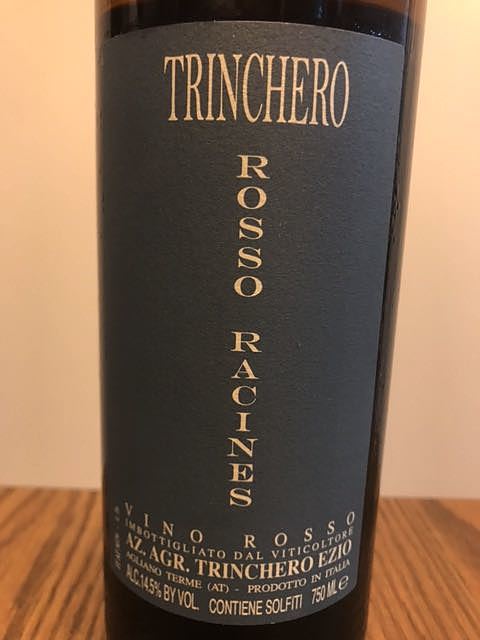 TRINCHERO
ROSSO RACINES
VINO ROSSO
IMBOTTIGLIATO DAL VITICOLTORE
AZ. AGR. TRINCHERO EZIO
AGLIANO TERME (AT) - PRODOTTO IN ITALIA
ALC.14,5% BY VOL. CONTIENE SOLFITI 750 ML ℮